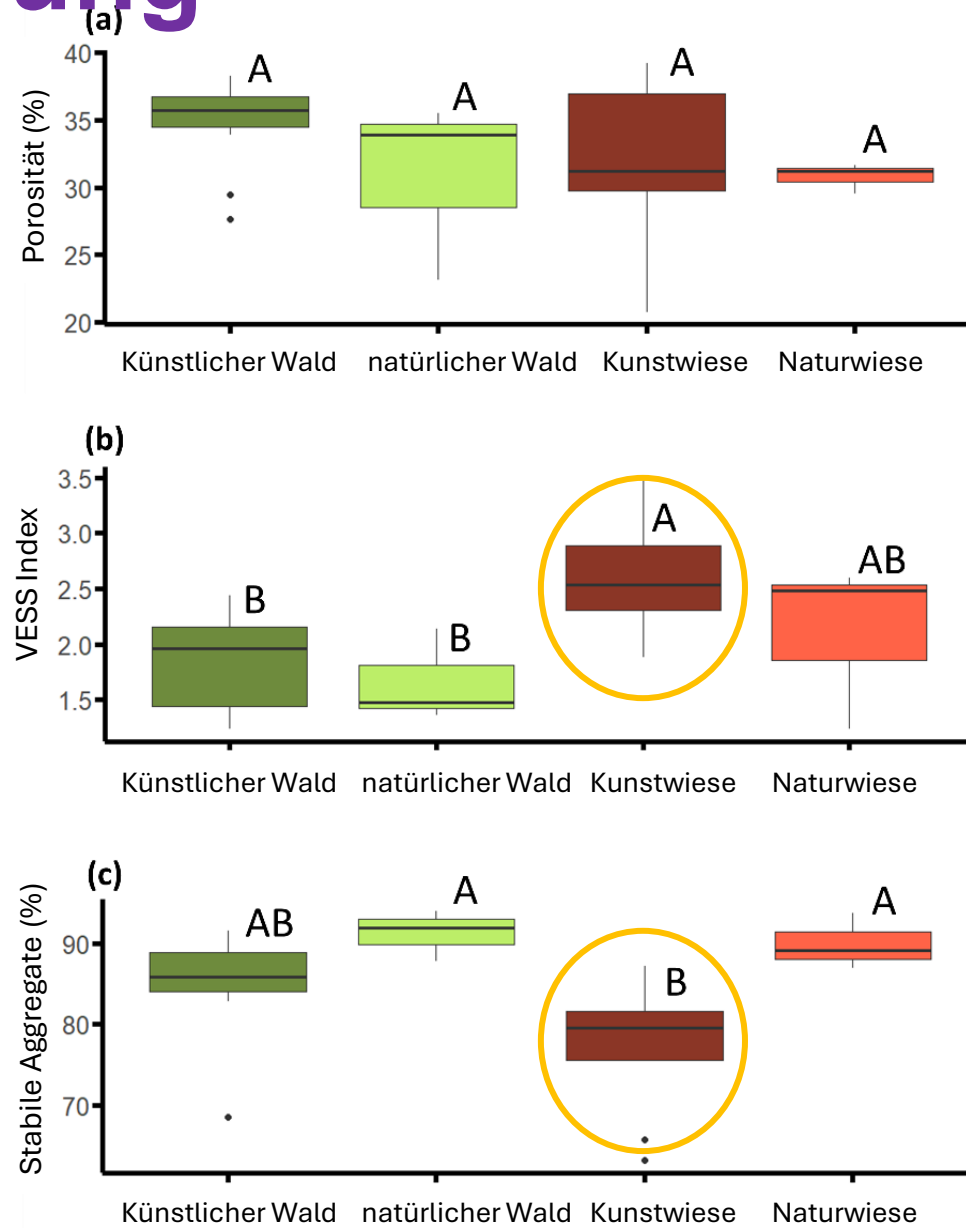 (a)
Porosität (%)
40
35
30
25
20
A
A
A
A
Künstlicher Wald natürlicher Wald Kunstwiese Naturwiese
(b)
VESS Index
3.5
3.0
2.5
2.0
1.5
B
B
A
AB
Künstlicher Wald natürlicher Wald Kunstwiese Naturwiese
(c)
Stabile Aggregate (%)
90
80
70
AB
A
B
A
Künstlicher Wald natürlicher Wald Kunstwiese Naturwiese